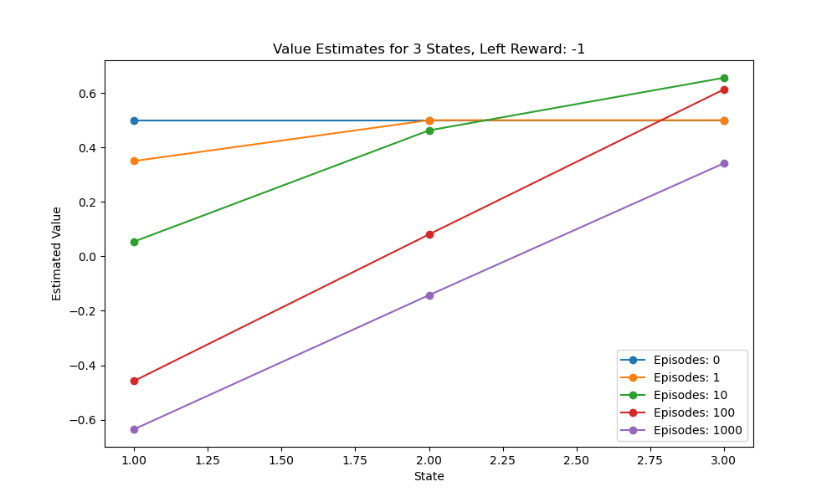 Value Estimates for 3 States, Left Reward: -1
Estimated Value
0.6
0.4
0.2
0.0
−0.2
−0.4
−0.6
1.00 1.25 1.50 1.75 2.00 2.25 2.50 2.75 3.00
State
Episodes: 0
Episodes: 1
Episodes: 10
Episodes: 100
Episodes: 1000